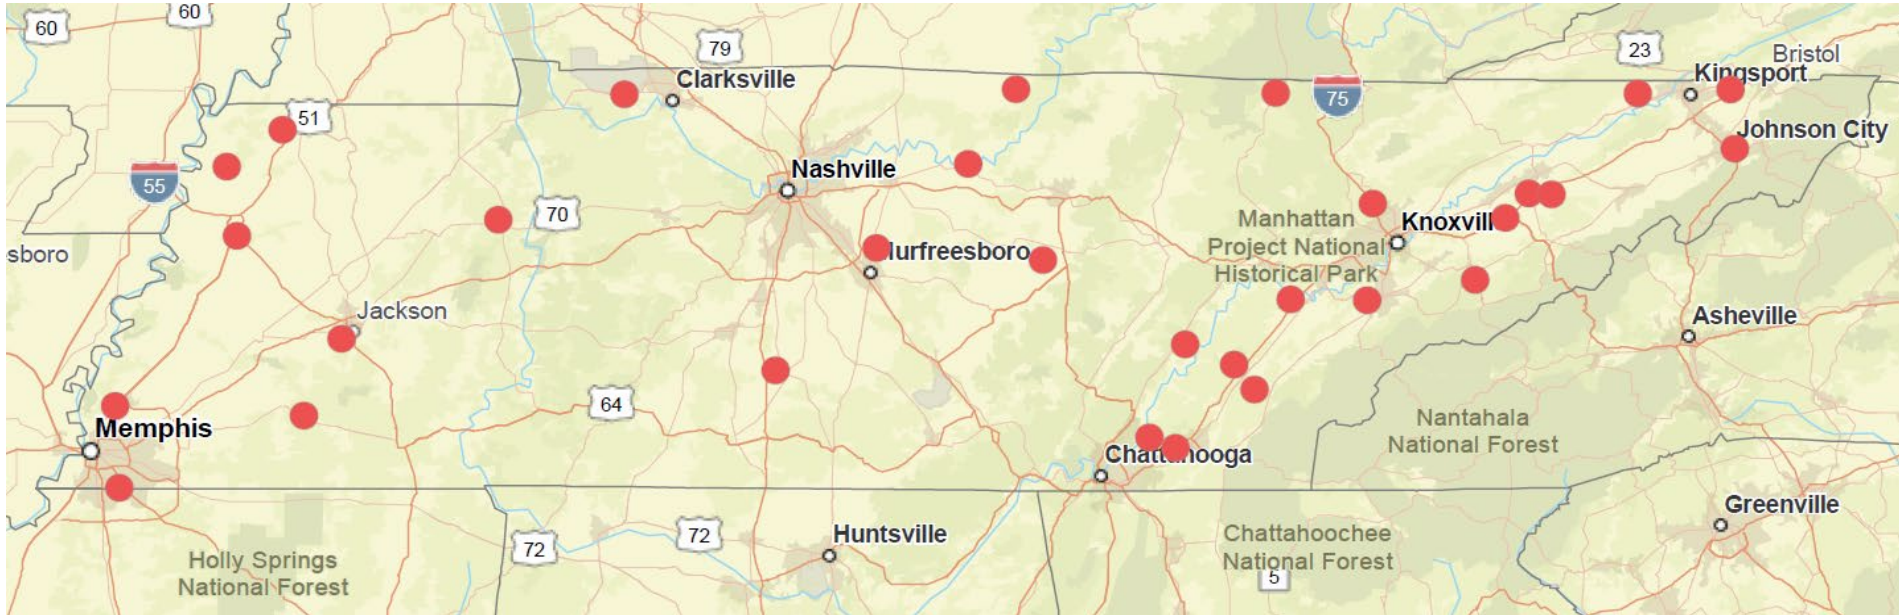 60
60
79
23
Bristol
Clarksville
Kingsport
75
51
Johnson City
55
Nashville
70
Manhattan
Project National
Historical Park
Knoxvill
sboro
urfreesboro
Jackson
Asheville
64
Nantahala
National Forest
Memphis
Chat nooga
Greenville
Huntsville
72
72
Chattahoochee
National Forest
Holly Springs
National Forest
5